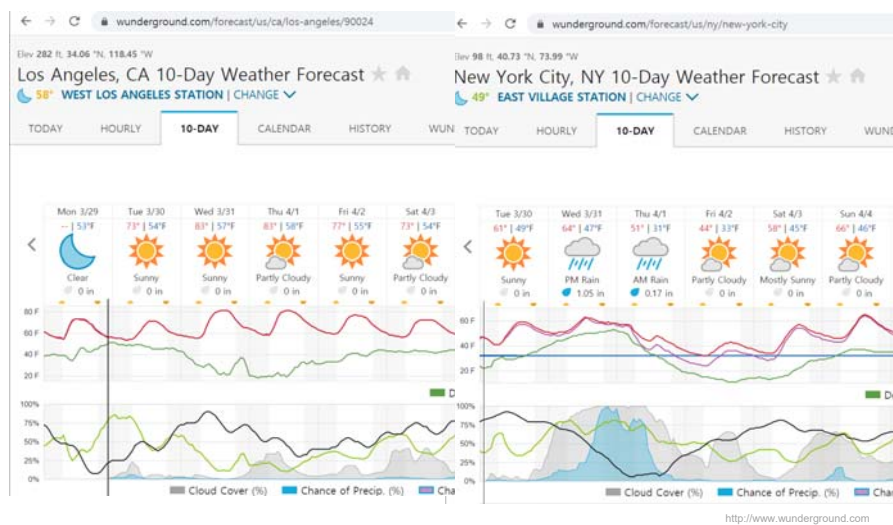 wunderground.com/forecast/us/ca/los-angeles/90024
Elev 282 ft, 34.06 °N, 118.45 °W
Los Angeles, CA 10-Day Weather Forecast
58° WEST LOS ANGELES STATION | CHANGE
TODAY HOURLY 10-DAY CALENDAR HISTORY WUN
Mon 3/29 Tue 3/30 Wed 3/31 Thu 4/1 Fri 4/2 Sat 4/3
-- | 53°F 73° | 54°F 83° | 57°F 83° | 58°F 77° | 55°F 73° | 54°F
Clear Sunny Sunny Partly Cloudy Sunny Partly Cloudy
0 in 0 in 0 in 0 in 0 in 0 in
80 F
60 F
40 F
20 F
D
100%
75%
50%
25%
0%
Cloud Cover (%) Chance of Precip. (%) Cha
wunderground.com/forecast/us/ny/new-york-city
Elev 98 ft, 40.73 °N, 73.99 °W
New York City, NY 10-Day Weather Forecast
49° EAST VILLAGE STATION | CHANGE
TODAY HOURLY 10-DAY CALENDAR HISTORY WUND
Tue 3/30 Wed 3/31 Thu 4/1 Fri 4/2 Sat 4/3 Sun 4/4
61° | 49°F 64° | 47°F 51° | 31°F 44° | 33°F 58° | 45°F 66° | 46°F
Sunny PM Rain AM Rain Partly Cloudy Mostly Sunny Partly Cloudy
0 in 1.05 in 0.17 in 0 in 0 in 0 in
60 F
40 F
20 F
De
100%
75%
50%
25%
0%
Cloud Cover (%) Chance of Precip. (%) Cha
http://www.wunderground.com